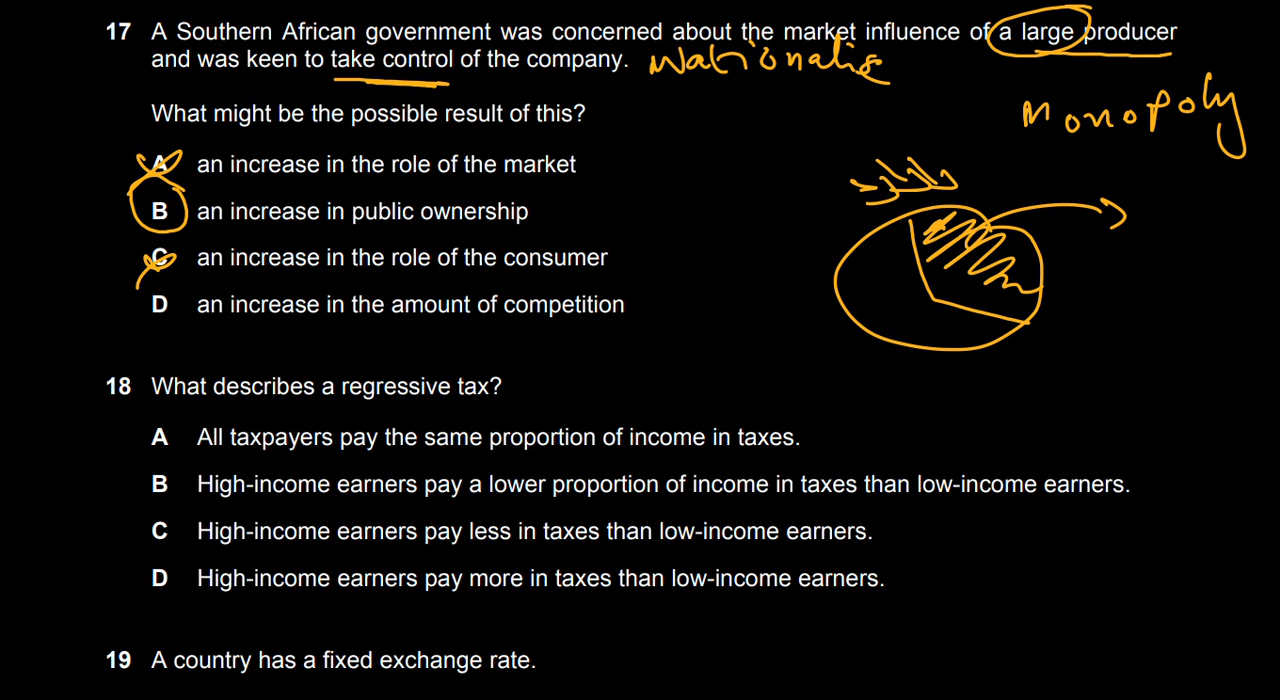 17 A Southern African government was concerned about the market influence of a large producer
and was keen to take control of the company. Nationalise
What might be the possible result of this?
Monopoly
A an increase in the role of the market
B an increase in public ownership
C an increase in the role of the consumer
D an increase in the amount of competition
18 What describes a regressive tax?
A All taxpayers pay the same proportion of income in taxes.
B High-income earners pay a lower proportion of income in taxes than low-income earners.
C High-income earners pay less in taxes than low-income earners.
D High-income earners pay more in taxes than low-income earners.
19 A country has a fixed exchange rate.